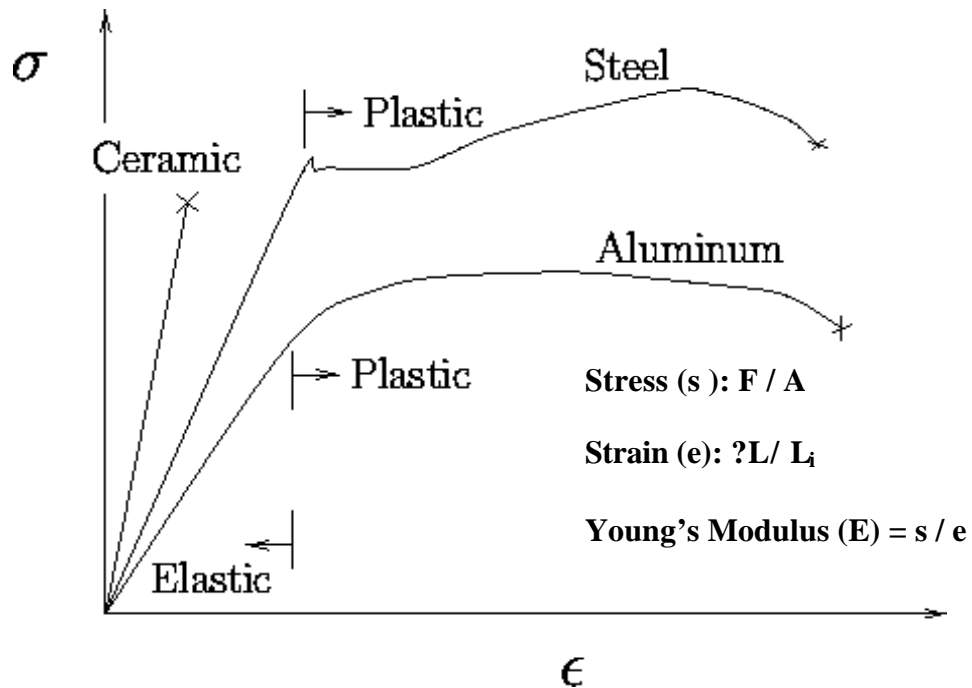 σ
Steel
Plastic
Ceramic
Aluminum
Plastic
Stress (s ): F / A
Strain (e): ?L/ Lᵢ
Young's Modulus (E) = s / e
Elastic
ϵ